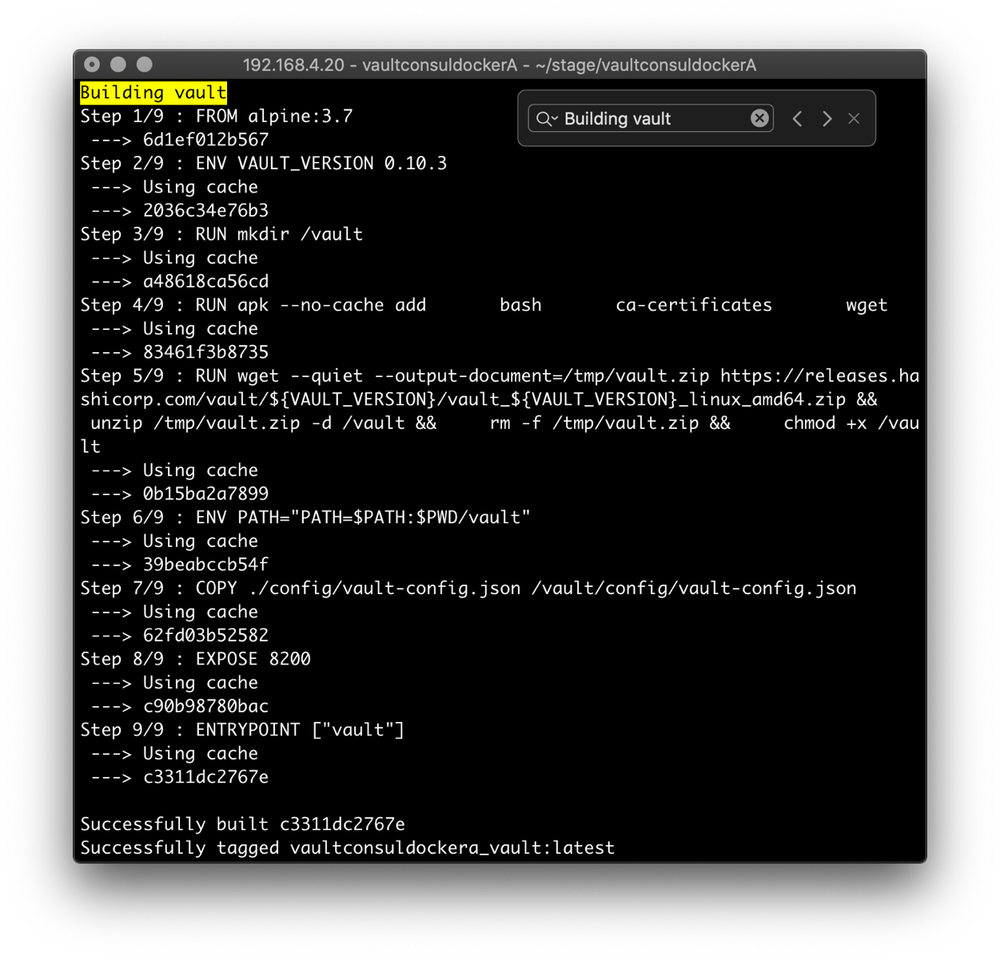 192.168.4.20 - vaultconsuldockerA - ~/stage/vaultconsuldockerA
Building vault
Building vault
Step 1/9 : FROM alpine:3.7
 ---> 6d1ef012b567
Step 2/9 : ENV VAULT_VERSION 0.10.3
 ---> Using cache
 ---> 2036c34e76b3
Step 3/9 : RUN mkdir /vault
 ---> Using cache
 ---> a48618ca56cd
Step 4/9 : RUN apk --no-cache add       bash       ca-certificates       wget
 ---> Using cache
 ---> 83461f3b8735
Step 5/9 : RUN wget --quiet --output-document=/tmp/vault.zip https://releases.ha
shicorp.com/vault/${VAULT_VERSION}/vault_${VAULT_VERSION}_linux_amd64.zip &&
 unzip /tmp/vault.zip -d /vault &&     rm -f /tmp/vault.zip &&     chmod +x /vau
lt
 ---> Using cache
 ---> 0b15ba2a7899
Step 6/9 : ENV PATH="PATH=$PATH:$PWD/vault"
 ---> Using cache
 ---> 39beabccb54f
Step 7/9 : COPY ./config/vault-config.json /vault/config/vault-config.json
 ---> Using cache
 ---> 62fd03b52582
Step 8/9 : EXPOSE 8200
 ---> Using cache
 ---> c90b98780bac
Step 9/9 : ENTRYPOINT ["vault"]
 ---> Using cache
 ---> c3311dc2767e
Successfully built c3311dc2767e
Successfully tagged vaultconsuldockera_vault:latest